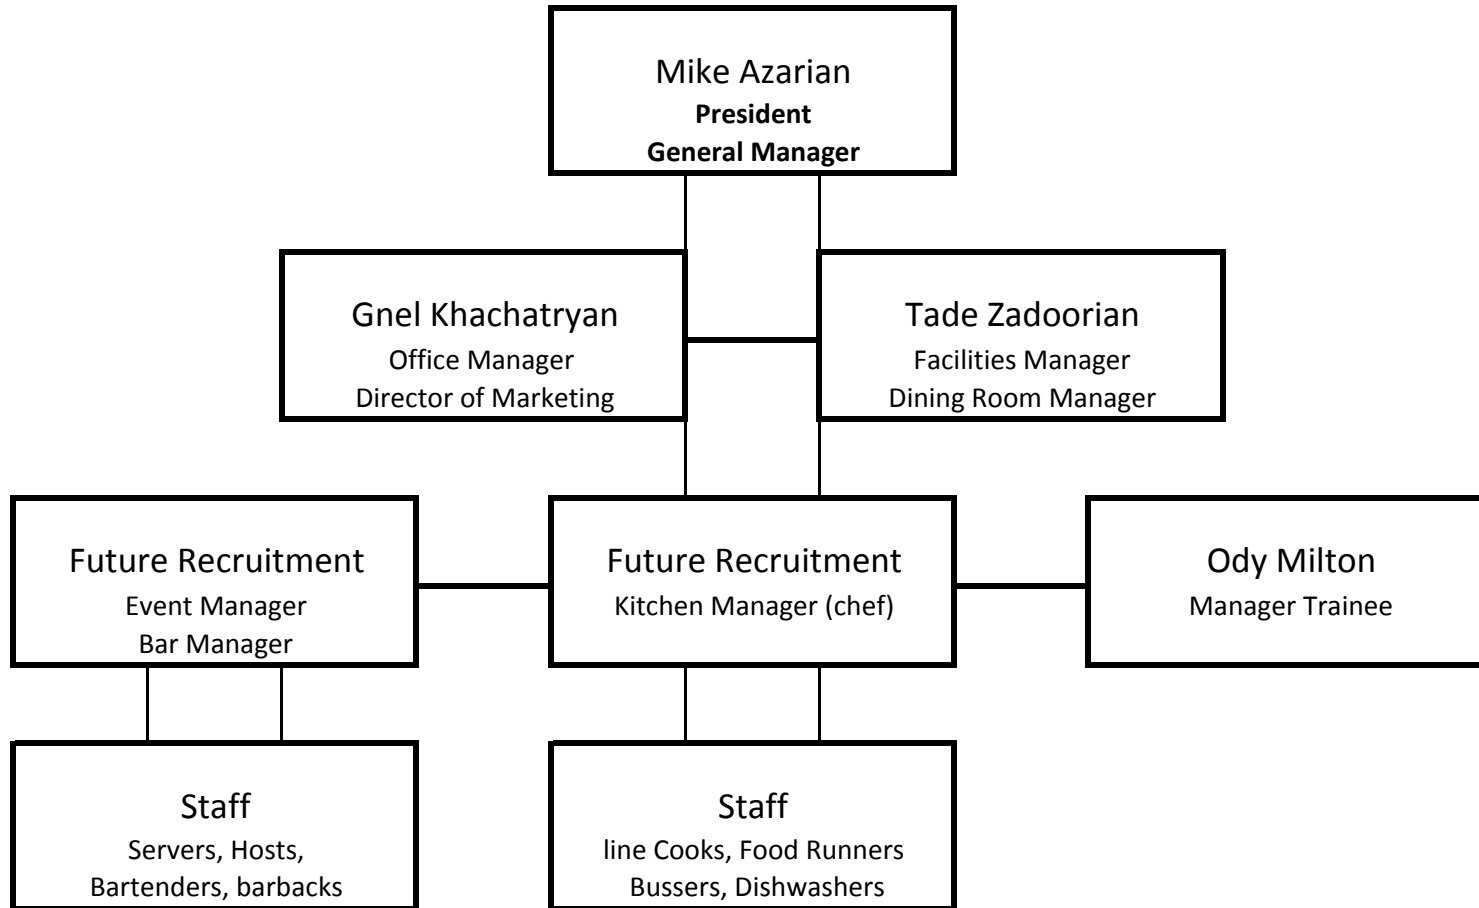 Mike Azarian
President
General Manager
Gnel Khachatryan
Office Manager
Director of Marketing
Tade Zadoorian
Facilities Manager
Dining Room Manager
Future Recruitment
Event Manager
Bar Manager
Future Recruitment
Kitchen Manager (chef)
Ody Milton
Manager Trainee
Staff
Servers, Hosts,
Bartenders, barbacks
Staff
line Cooks, Food Runners
Bussers, Dishwashers